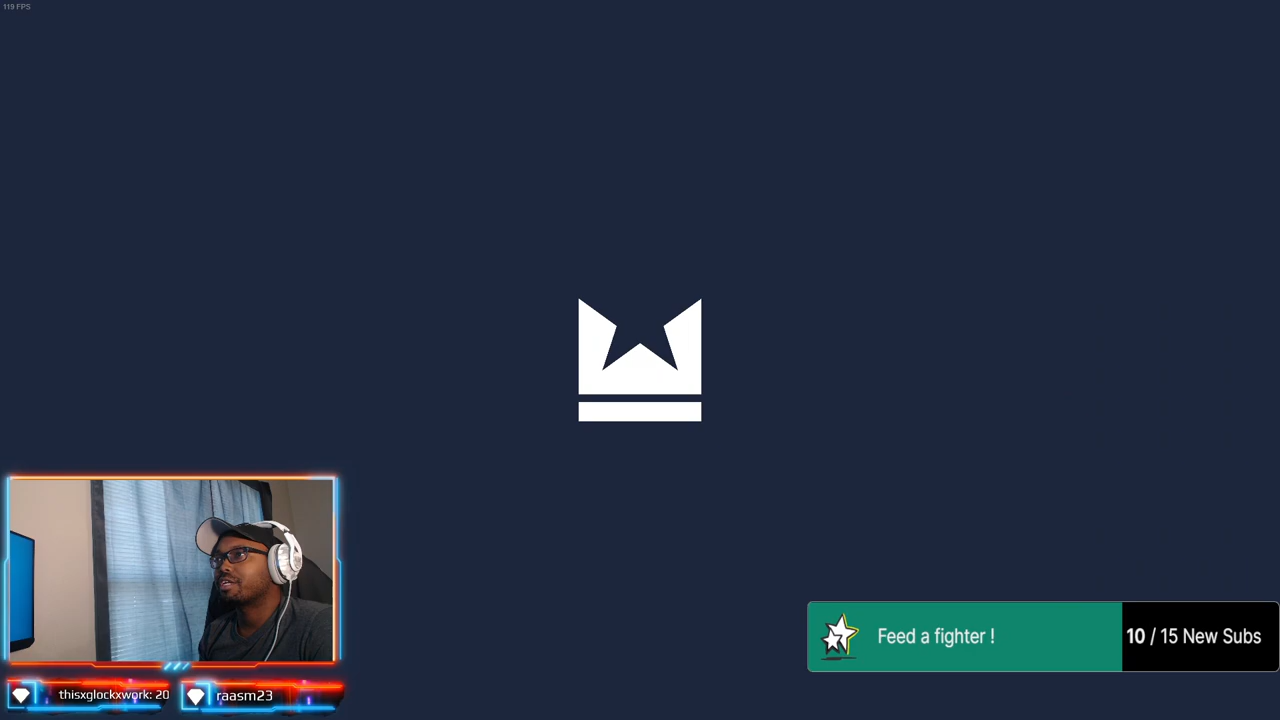 119 FPS
Feed a fighter !
10 / 15 New Subs
thisxglockxwork: 20
raasm23